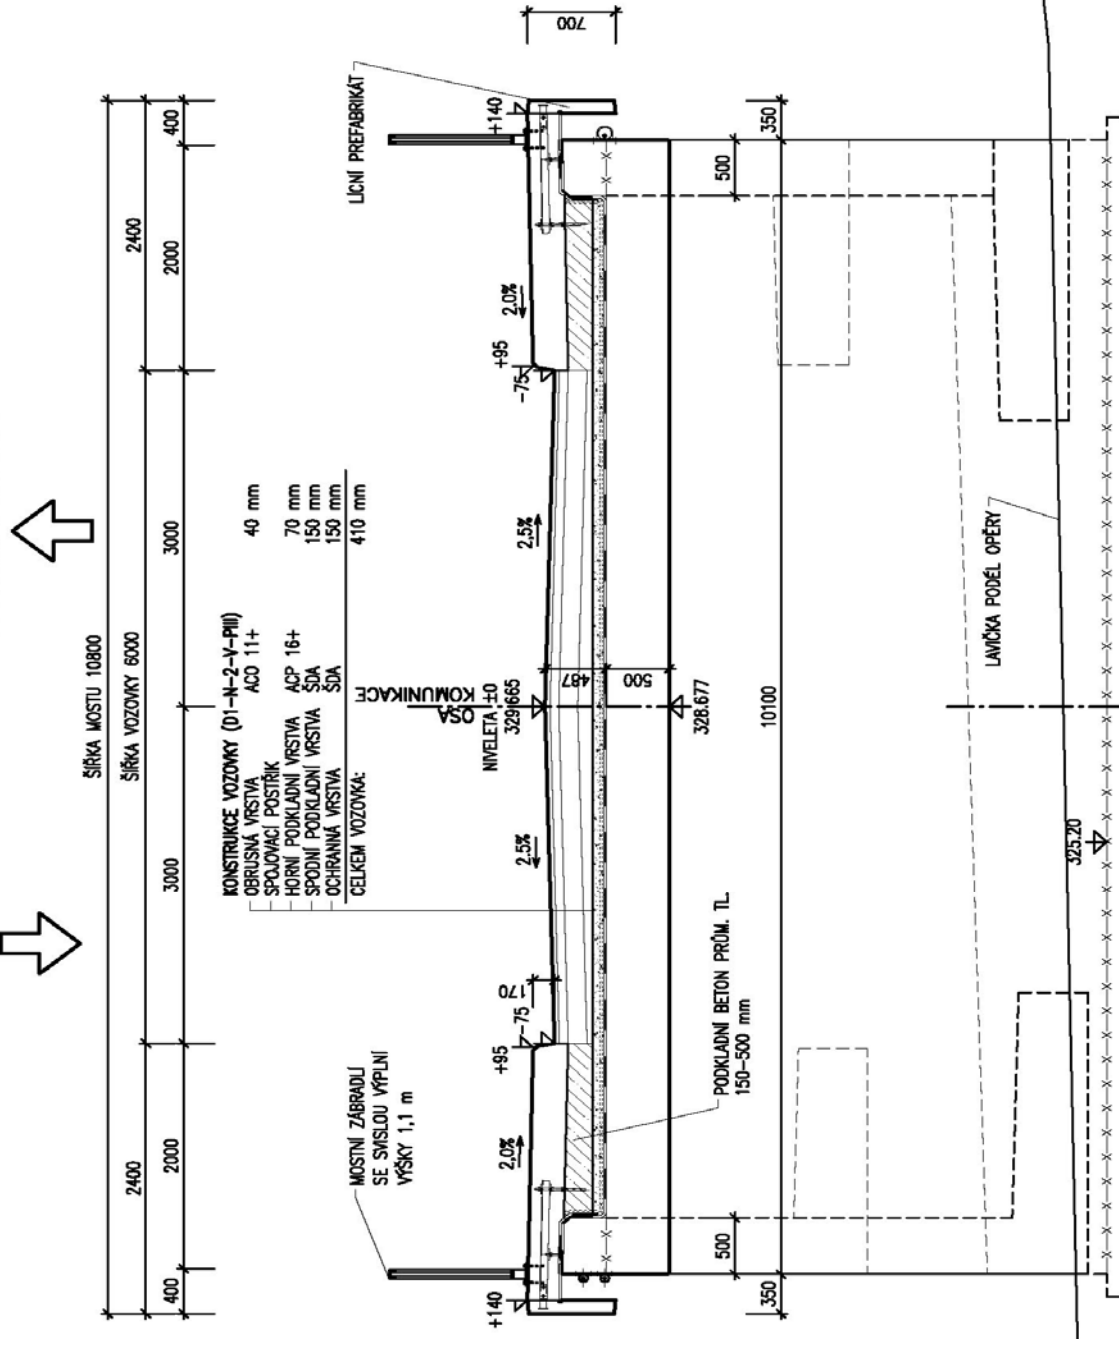 ŠÍŘKA MOSTU 10800
ŠÍŘKA VOZOVKY 6000
2400
2400
400
2000
3000
3000
2000
400
KONSTRUKCE VOZOVKY (D1-N-2-V-PIII)
OBRUSNÁ VRSTVA ACO 11+ 40 mm
SPOJOVACÍ POSTŘIK
HORNÍ PODKLADNÍ VRSTVA ACP 16+ 70 mm
SPODNÍ PODKLADNÍ VRSTVA ŠDA 150 mm
OCHRANNÁ VRSTVA ŠDA 150 mm
CELKEM VOZOVKA: 410 mm
MOSTNÍ ZÁBRADLÍ
SE SVISLOU VÝPLNÍ
VÝŠKY 1,1 m
LÍCNÍ PREFABRIKÁT
OSA
KOMUNIKACE
NIVELETA ±0
329.665
+140
+95
-75
170
2,0%
2.5%
2,5%
2,0%
-75
+95
+140
700
487
500
328.677
PODKLADNÍ BETON PRŮM. TL.
150-500 mm
500
500
350
10100
350
LAVIČKA PODÉL OPĚRY
325.20